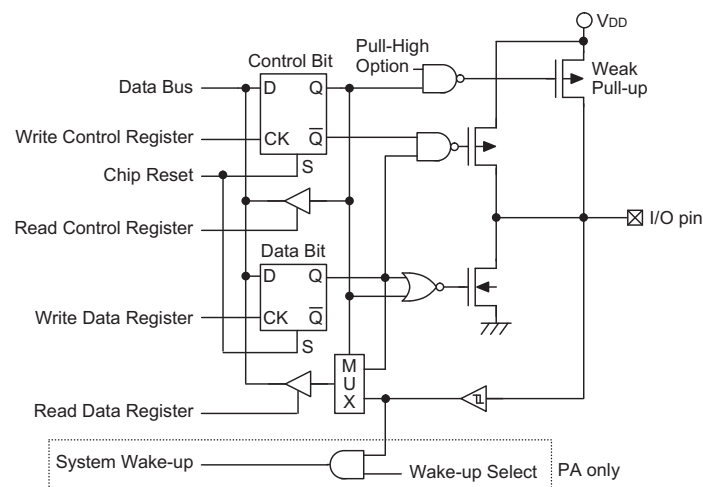 VDD
Control Bit
Pull-High
Option
Weak
Pull-up
Data Bus
D
Q
Write Control Register
CK
Q
Chip Reset
S
Read Control Register
I/O pin
Data Bit
D
Q
Write Data Register
CK
Q
S
M
U
X
Read Data Register
System Wake-up
Wake-up Select
PA only